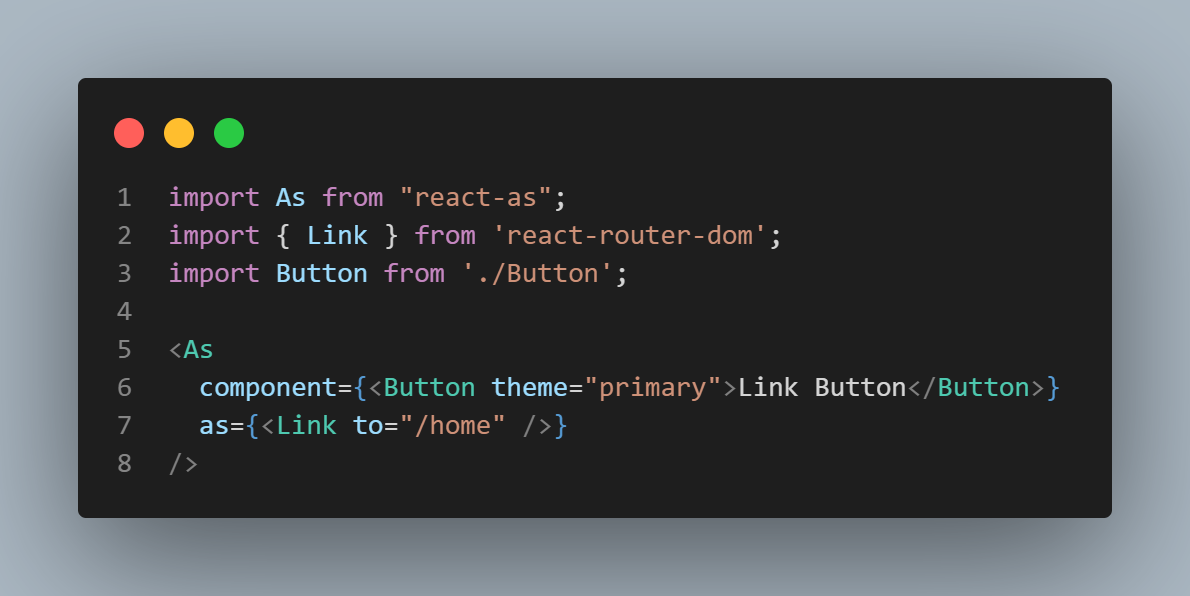 1 import As from "react-as";
2 import { Link } from 'react-router-dom';
3 import Button from './Button';
4
5 <As
6   component={<Button theme="primary">Link Button</Button>}
7   as={<Link to="/home" />}
8 />